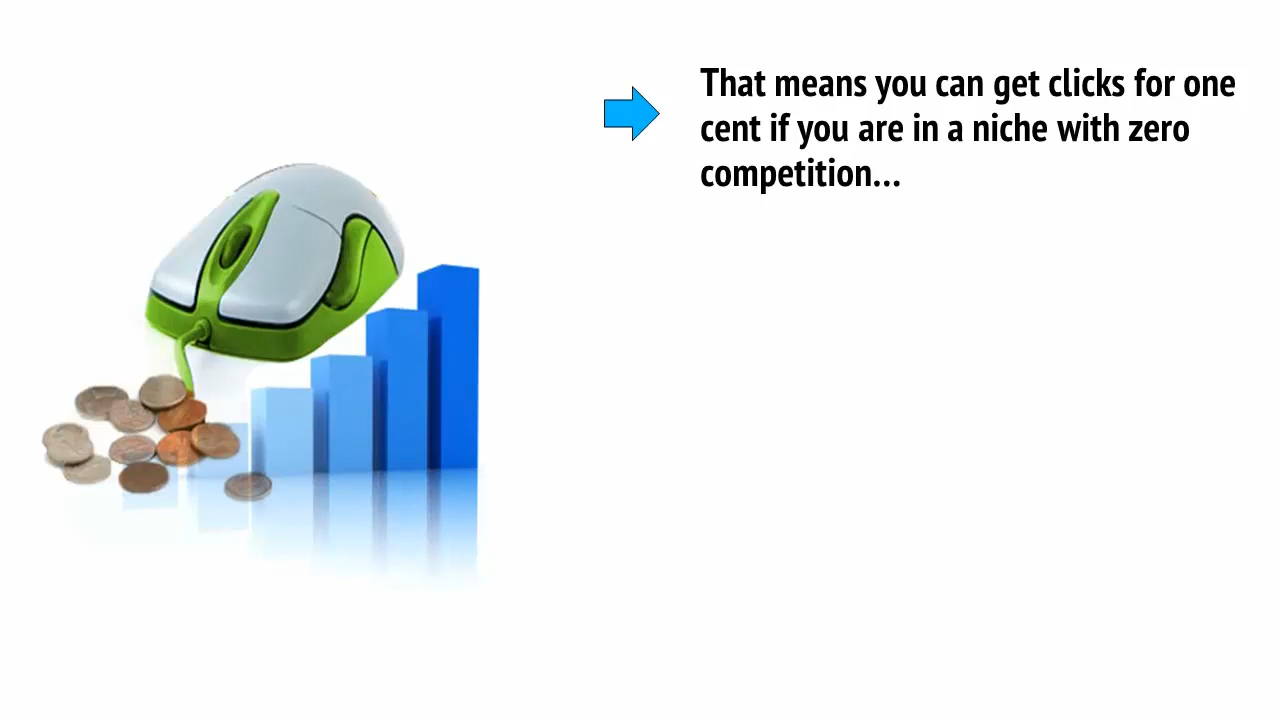 That means you can get clicks for one
cent if you are in a niche with zero
competition...